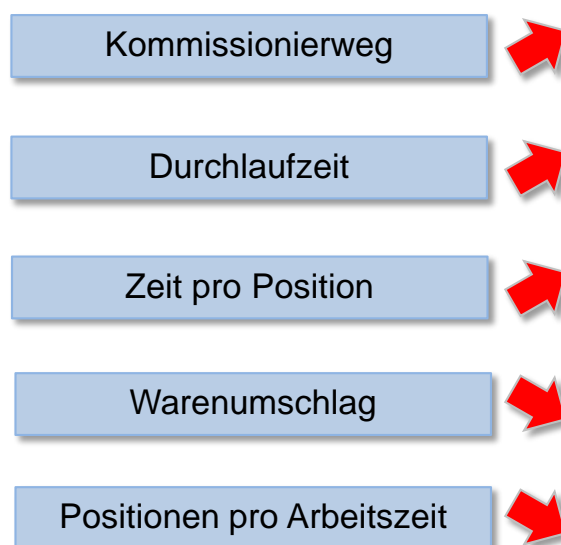 Kommissionierweg
Durchlaufzeit
Zeit pro Position
Warenumschlag
Positionen pro Arbeitszeit